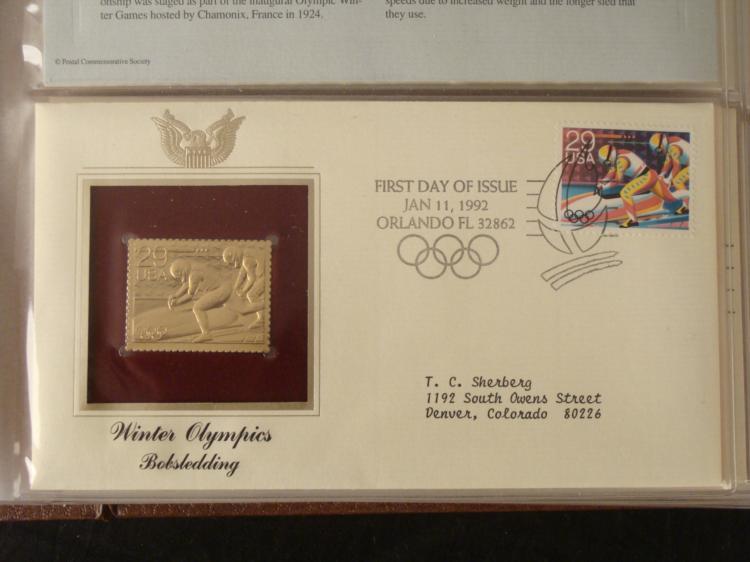 onship was staged as part of the inaugural Olympic Win-
ter Games hosted by Chamonix, France in 1924.
speeds due to increased weight and the longer sled that
they use.
© Postal Commemorative Society
29
USA
FIRST DAY OF ISSUE
JAN 11, 1992
ORLANDO FL 32862
29
USA
T. C. Sherberg
1192 South Owens Street
Denver, Colorado 80226
Winter Olympics
Bobsledding